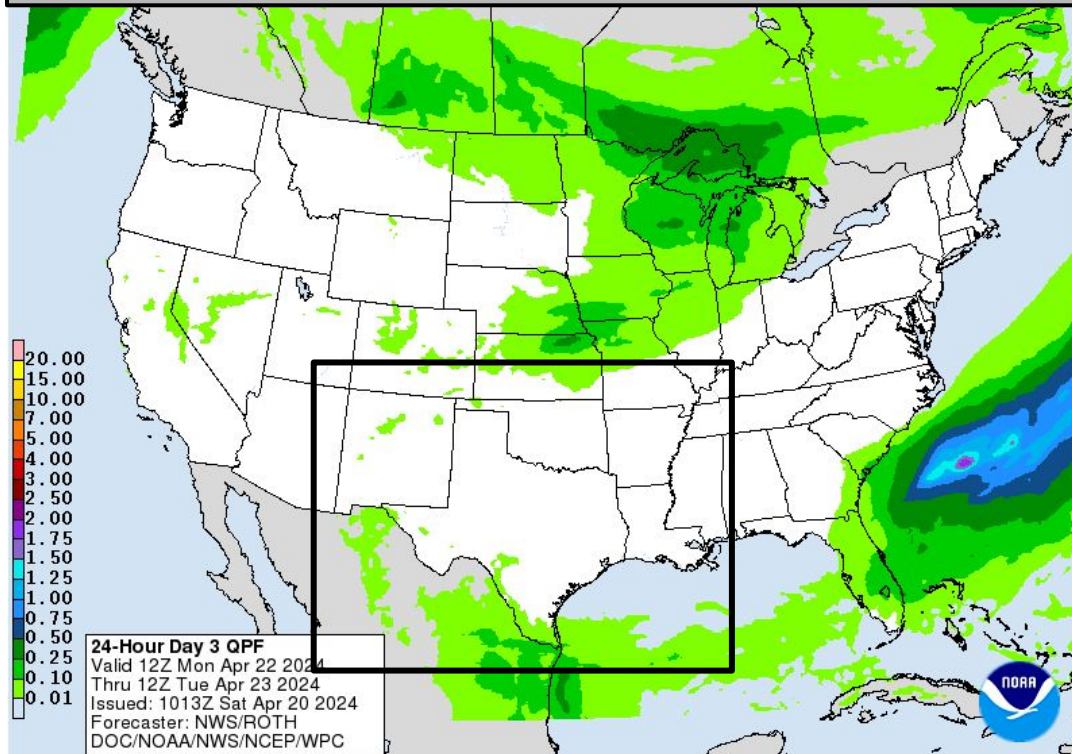 20.00
15.00
10.00
7.00
5.00
4.00
3.00
2.50
2.00
1.75
1.50
1.25
1.00
0.75
0.50
0.25
0.10
0.01
24-Hour Day 3 QPF
Valid 12Z Mon Apr 22 2024
Thru 12Z Tue Apr 23 2024
Issued: 1013Z Sat Apr 20 2024
Forecaster: NWS/ROTH
DOC/NOAA/NWS/NCEP/WPC
NOAA